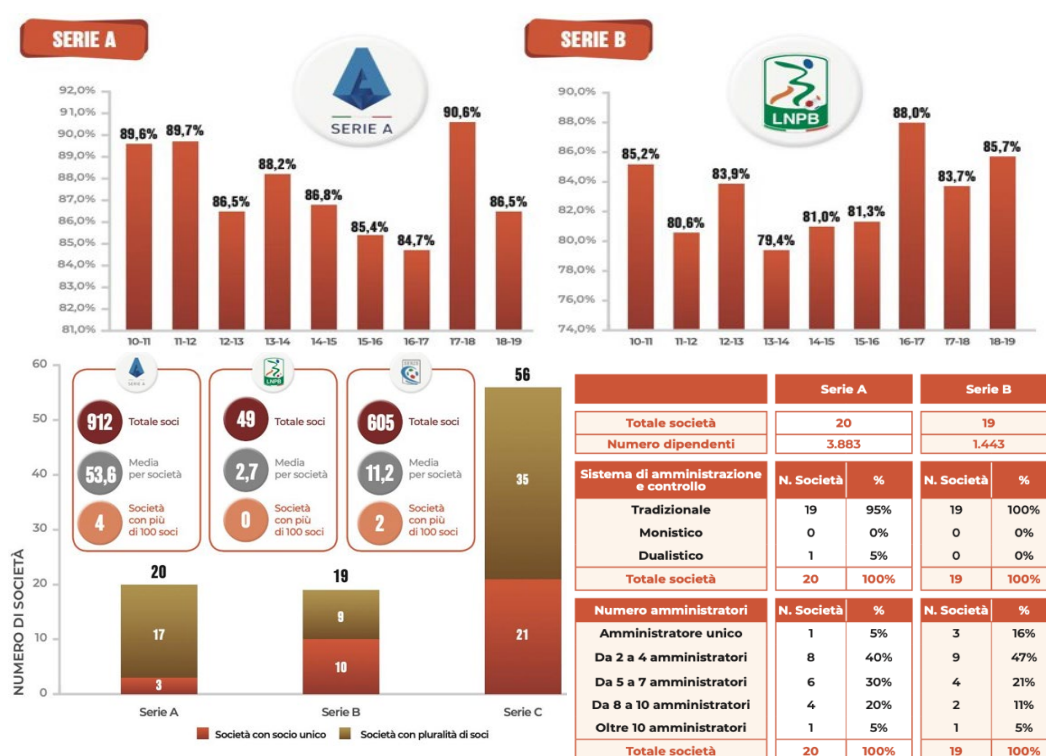 SERIE A
SERIE A
92,0%
91,0%
90,0%
89,0%
88,0%
87,0%
86,0%
85,0%
84,0%
83,0%
82,0%
81,0%
89,6%
89,7%
86,5%
88,2%
86,8%
85,4%
84,7%
90,6%
86,5%
10-11 11-12 12-13 13-14 14-15 15-16 16-17 17-18 18-19
SERIE B
LNPB
90,0%
88,0%
86,0%
84,0%
82,0%
80,0%
78,0%
76,0%
74,0%
85,2%
80,6%
83,9%
79,4%
81,0%
81,3%
88,0%
83,7%
85,7%
10-11 11-12 12-13 13-14 14-15 15-16 16-17 17-18 18-19
NUMERO DI SOCIETÀ
60
50
40
30
20
10
0
SERIE A
912 Totale soci
53,6 Media
per società
4 Società
con più
di 100 soci
LNPB
49 Totale soci
2,7 Media
per società
0 Società
con più
di 100 soci
605 Totale soci
11,2 Media
per società
2 Società
con più
di 100 soci
20
17
3
19
9
10
56
35
21
Serie A Serie B Serie C
Società con socio unico Società con pluralità di soci
Serie A Serie B
Totale società 20 19
Numero dipendenti 3.883 1.443
Sistema di amministrazione
e controllo N. Società % N. Società %
Tradizionale 19 95% 19 100%
Monistico 0 0% 0 0%
Dualistico 1 5% 0 0%
Totale società 20 100% 19 100%
Numero amministratori N. Società % N. Società %
Amministratore unico 1 5% 3 16%
Da 2 a 4 amministratori 8 40% 9 47%
Da 5 a 7 amministratori 6 30% 4 21%
Da 8 a 10 amministratori 4 20% 2 11%
Oltre 10 amministratori 1 5% 1 5%
Totale società 20 100% 19 100%